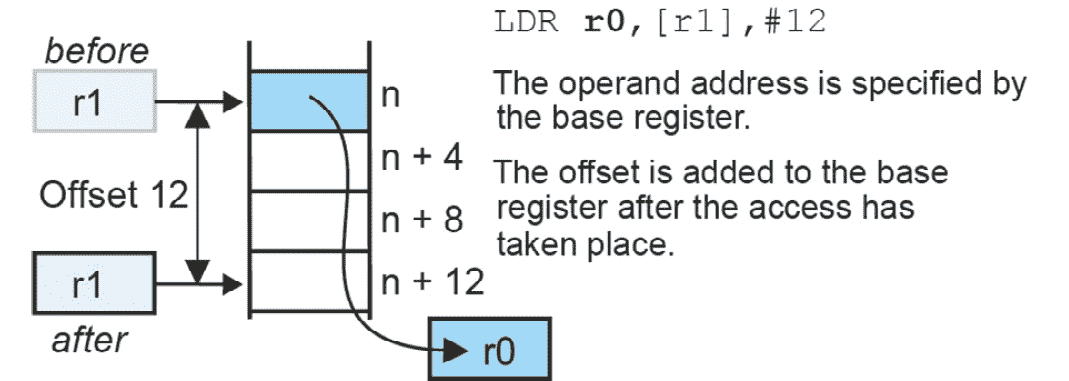 LDR r0,[r1],#12
before
r1
n
The operand address is specified by
the base register.
n + 4
The offset is added to the base
Offset 12
register after the access has
n + 8
taken place.
r1
n + 12
after
r0